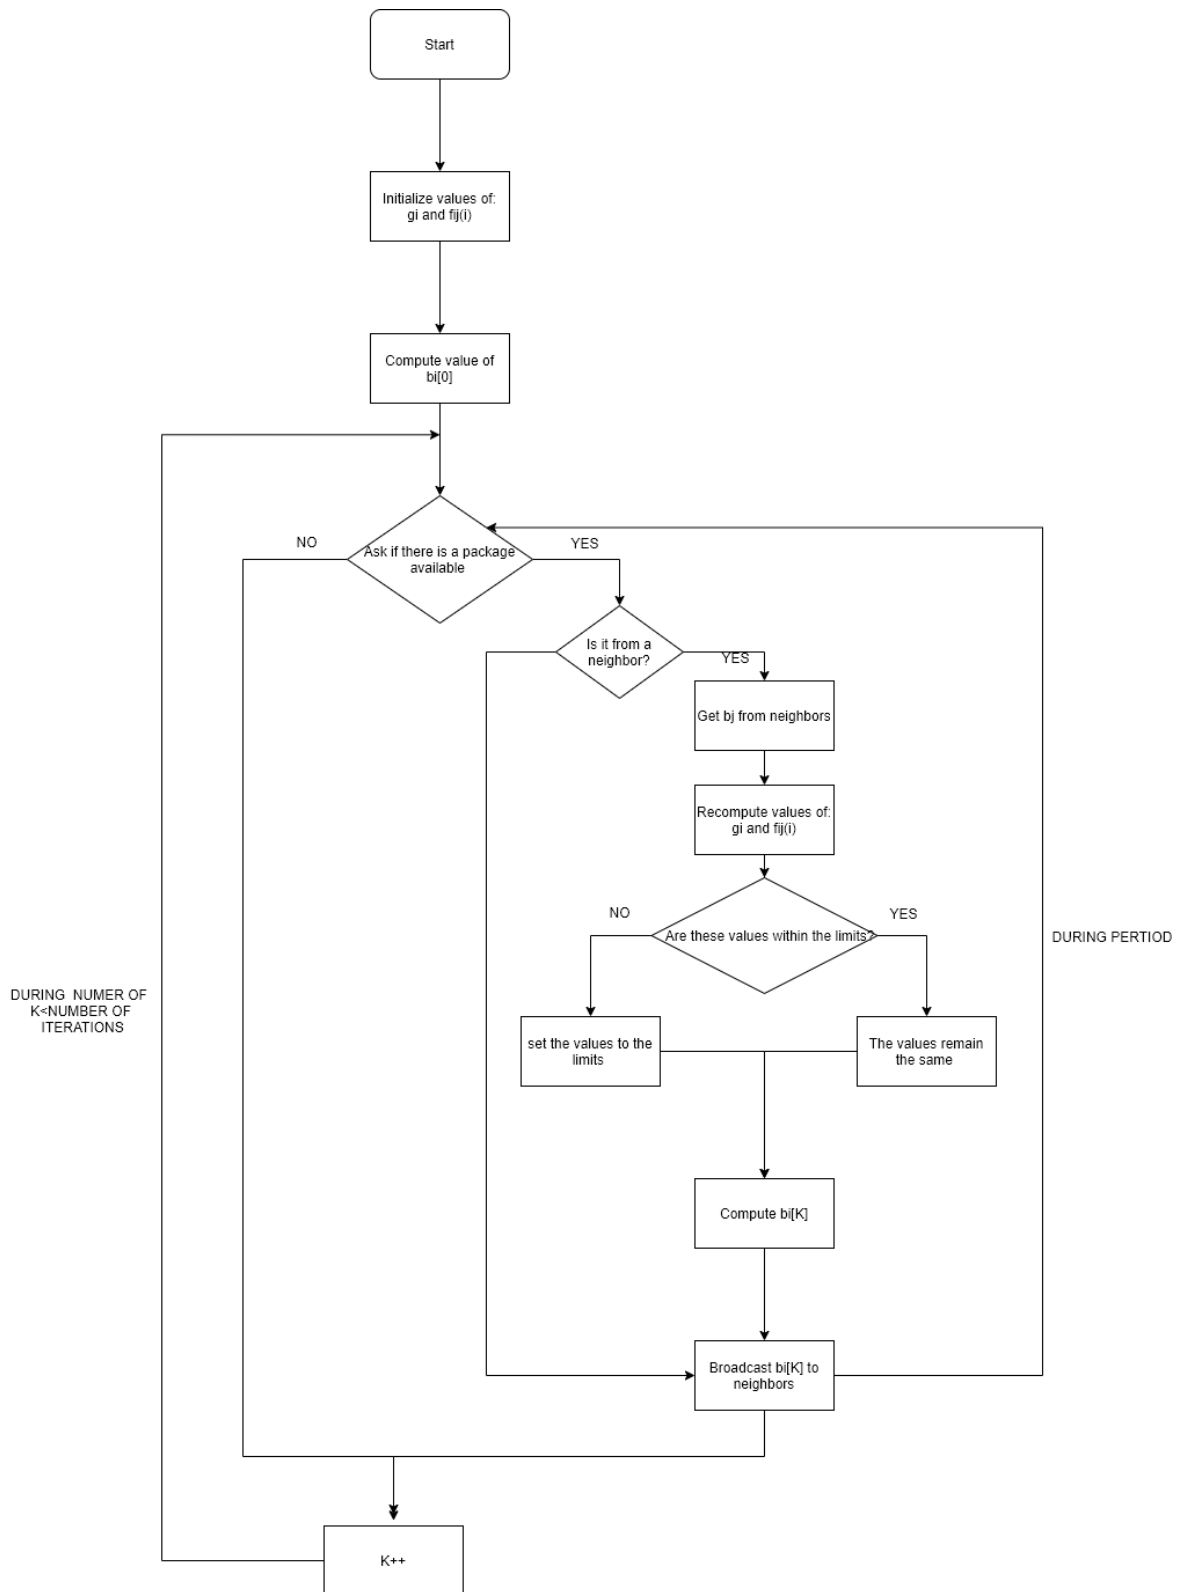 Start
Initialize values of:
gi and fij(i)
Compute value of
bi[0]
NO
Ask if there is a package
available
YES
Is it from a
neighbor?
YES
Get bj from neighbors
Recompute values of:
gi and fij(i)
NO
YES
Are these values within the limits?
DURING PERTIOD
DURING NUMER OF
K<NUMBER OF
ITERATIONS
set the values to the
limits
The values remain
the same
Compute bi[K]
Broadcast bi[K] to
neighbors
K++